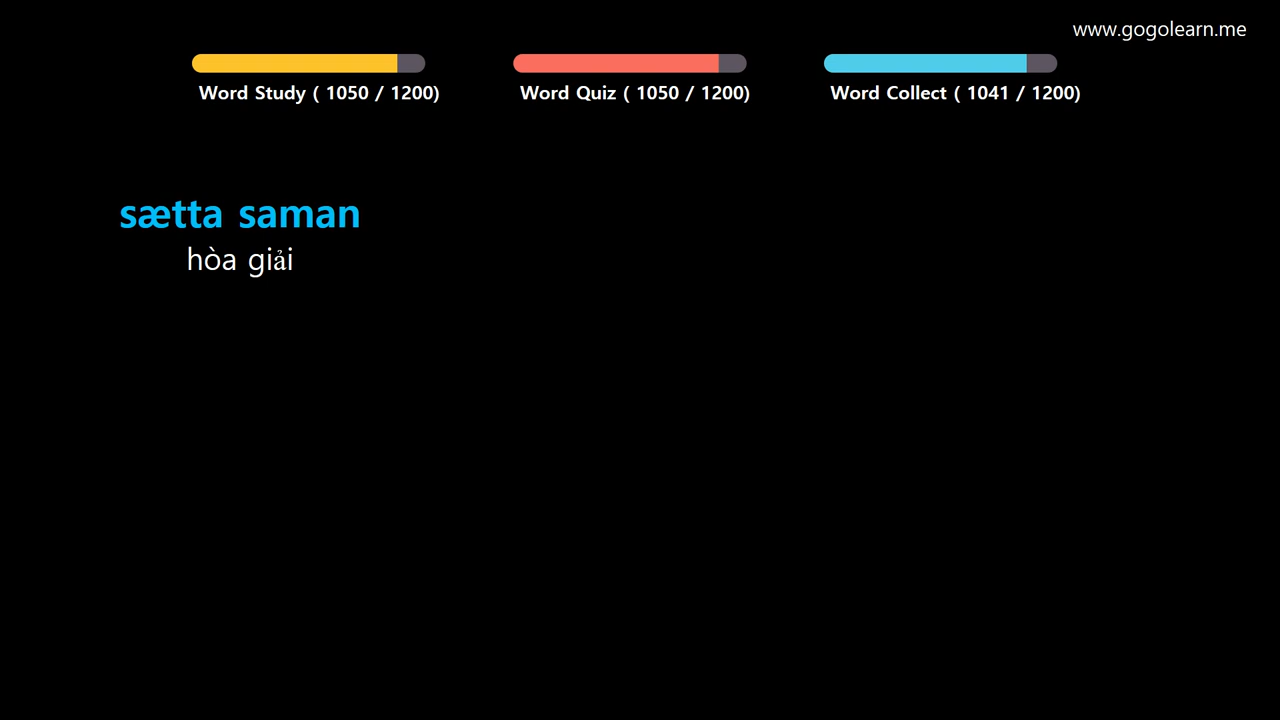 www.gogolearn.me
Word Study ( 1050 / 1200)
Word Quiz ( 1050 / 1200)
Word Collect ( 1041 / 1200)
sætta saman
hòa giải